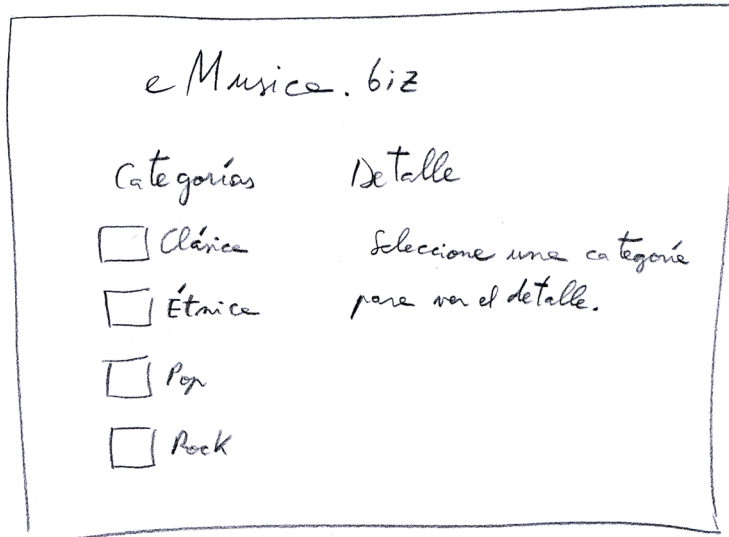 eMusica.biz
Categorías
Detalle
Clásica
Seleccione una categoría
Étnica
para ver el detalle.
Pop
Rock